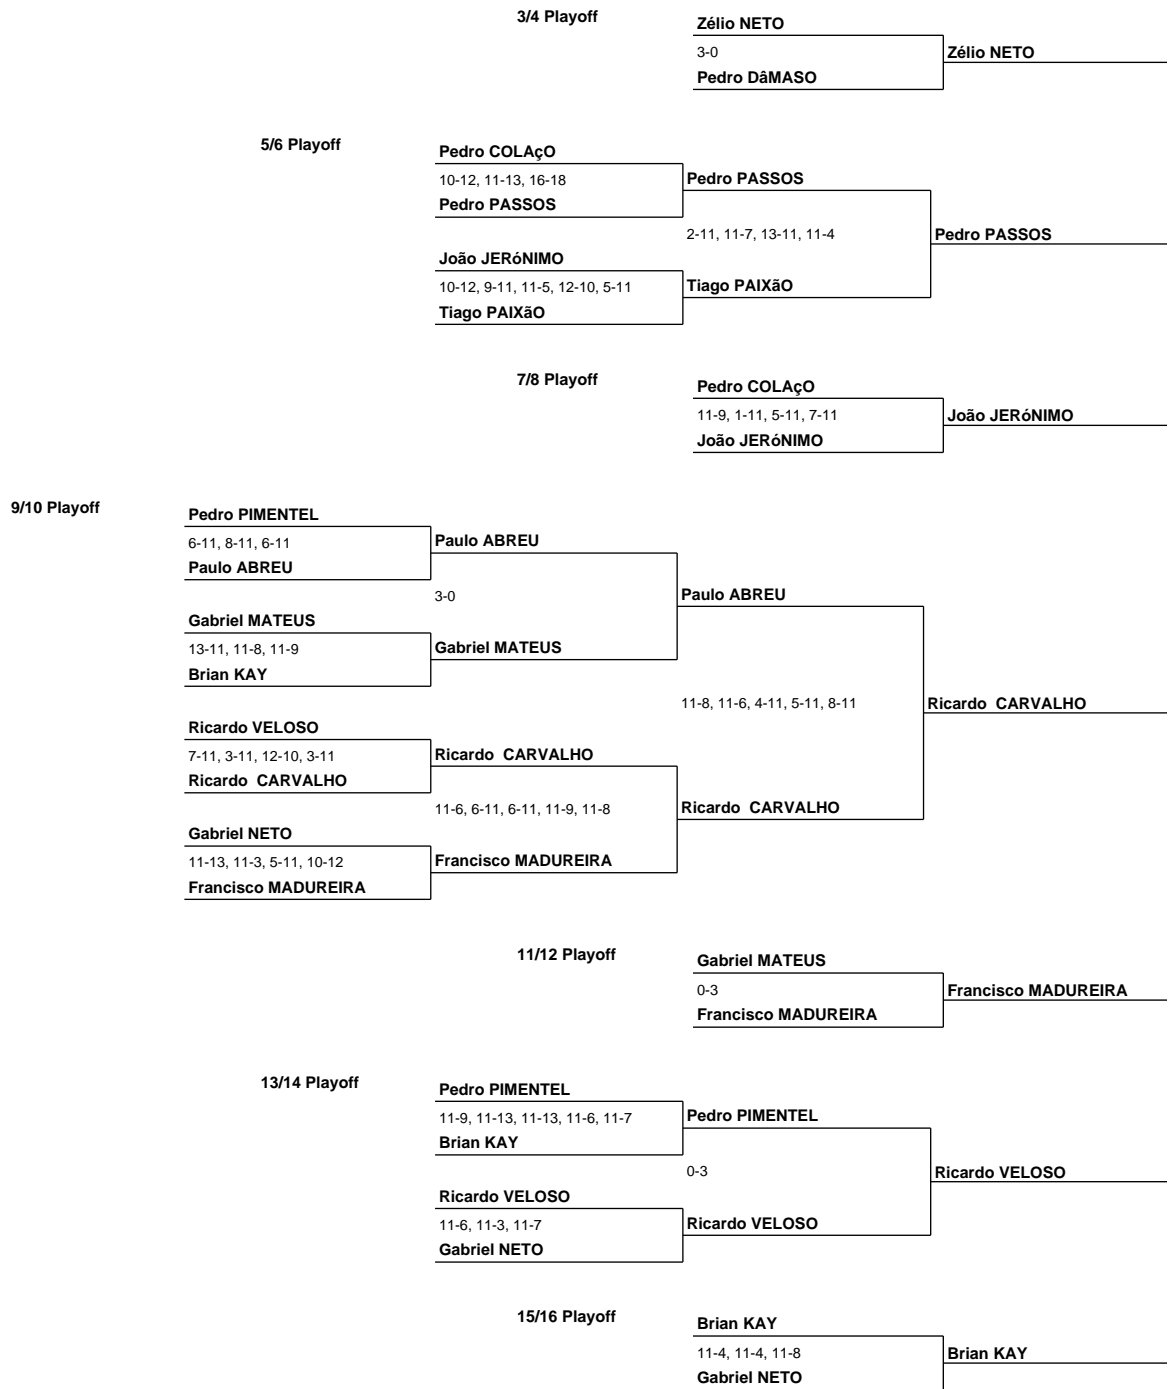 3/4 Playoff
Zélio NETO
3-0
Zélio NETO
Pedro DâMASO
5/6 Playoff
Pedro COLAçO
10-12, 11-13, 16-18
Pedro PASSOS
Pedro PASSOS
2-11, 11-7, 13-11, 11-4
Pedro PASSOS
João JERóNIMO
10-12, 9-11, 11-5, 12-10, 5-11
Tiago PAIXãO
Tiago PAIXãO
7/8 Playoff
Pedro COLAçO
11-9, 1-11, 5-11, 7-11
João JERóNIMO
João JERóNIMO
9/10 Playoff
Pedro PIMENTEL
6-11, 8-11, 6-11
Paulo ABREU
Paulo ABREU
3-0
Paulo ABREU
Gabriel MATEUS
13-11, 11-8, 11-9
Gabriel MATEUS
Brian KAY
11-8, 11-6, 4-11, 5-11, 8-11
Ricardo  CARVALHO
Ricardo VELOSO
7-11, 3-11, 12-10, 3-11
Ricardo  CARVALHO
Ricardo  CARVALHO
11-6, 6-11, 6-11, 11-9, 11-8
Ricardo  CARVALHO
Gabriel NETO
11-13, 11-3, 5-11, 10-12
Francisco MADUREIRA
Francisco MADUREIRA
11/12 Playoff
Gabriel MATEUS
0-3
Francisco MADUREIRA
Francisco MADUREIRA
13/14 Playoff
Pedro PIMENTEL
11-9, 11-13, 11-13, 11-6, 11-7
Pedro PIMENTEL
Brian KAY
0-3
Ricardo VELOSO
Ricardo VELOSO
11-6, 11-3, 11-7
Ricardo VELOSO
Gabriel NETO
15/16 Playoff
Brian KAY
11-4, 11-4, 11-8
Brian KAY
Gabriel NETO